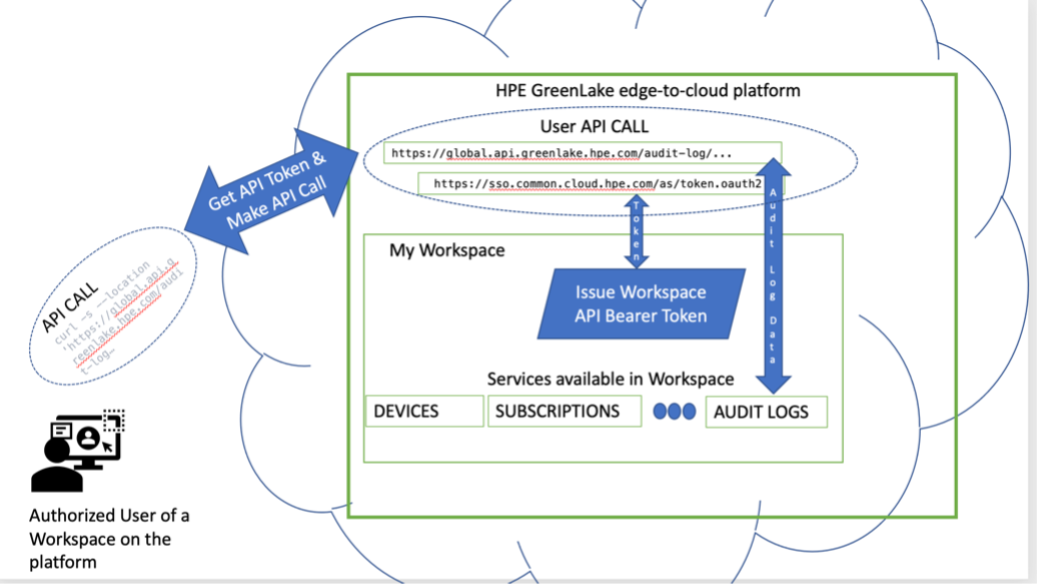 HPE GreenLake edge-to-cloud platform
User API CALL
https://global.api.greenlake.hpe.com/audit-log/...
https://sso.common.cloud.hpe.com/as/token.oauth2
Get API Token &
Make API Call
Token
Audit Log Data
My Workspace
Issue Workspace
API Bearer Token
API CALL
curl -s --location
'https://global.api.g
reenlake.hpe.com/audi
t-log…
Services available in Workspace
DEVICES
SUBSCRIPTIONS
AUDIT LOGS
Authorized User of a
Workspace on the
platform